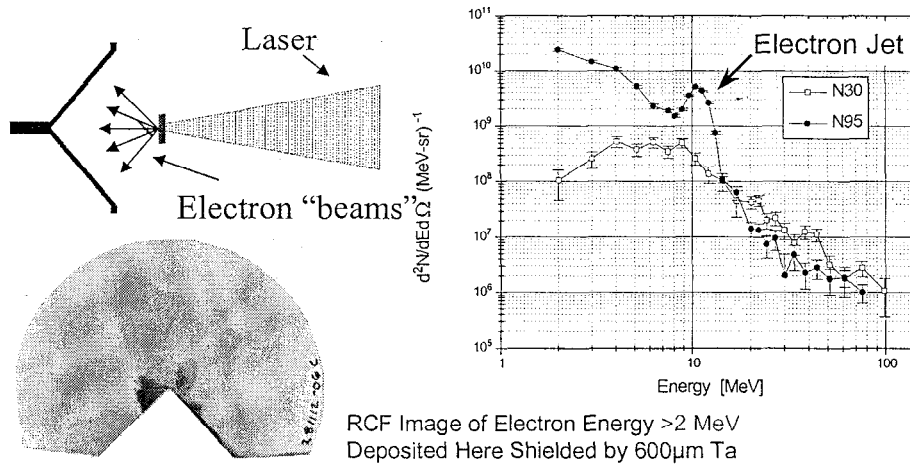 Laser
Electron "beams"
10¹¹
10¹⁰
10⁹
10⁸
10⁷
10⁶
10⁵
d²N/dEdΩ (MeV-sr)⁻¹
Electron Jet
N30
N95
1
10
100
Energy [MeV]
RCF Image of Electron Energy >2 MeV
Deposited Here Shielded by 600µm Ta